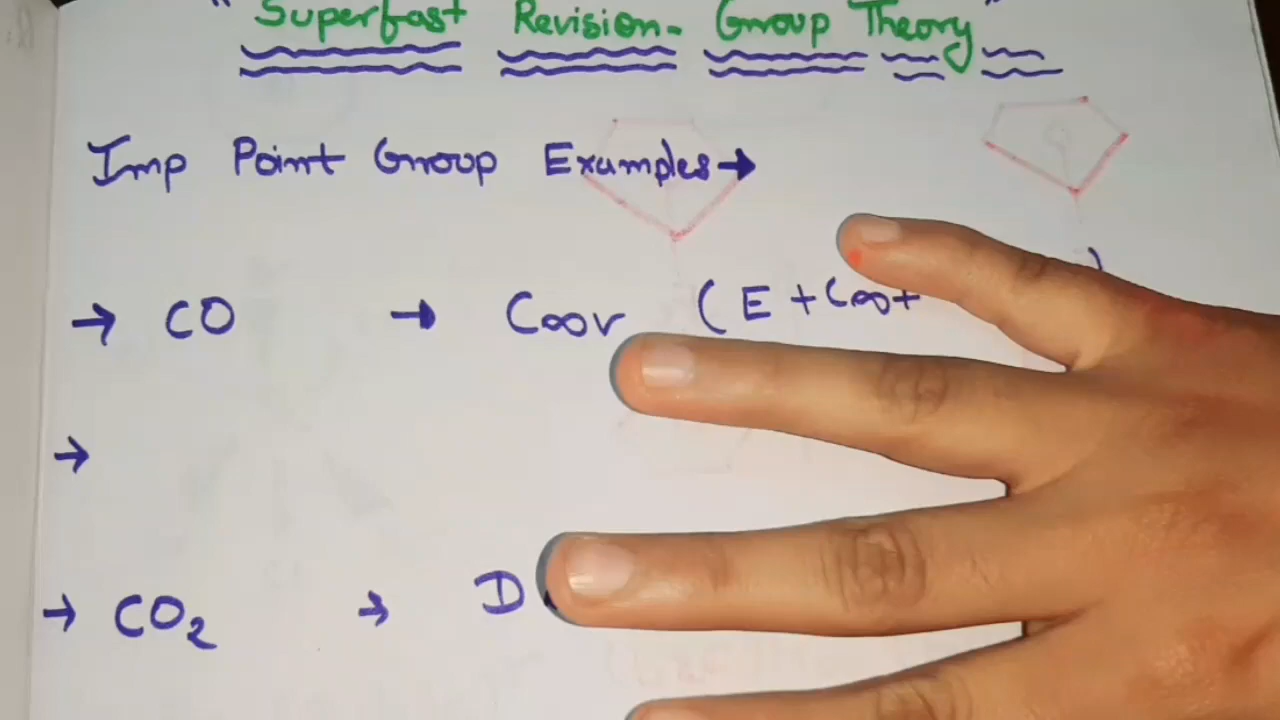 "Superfast Revision- Group Theory"
Imp Point Group Examples→
→ CO → C∞v ( E + C∞ + )
→
→ CO₂ → D